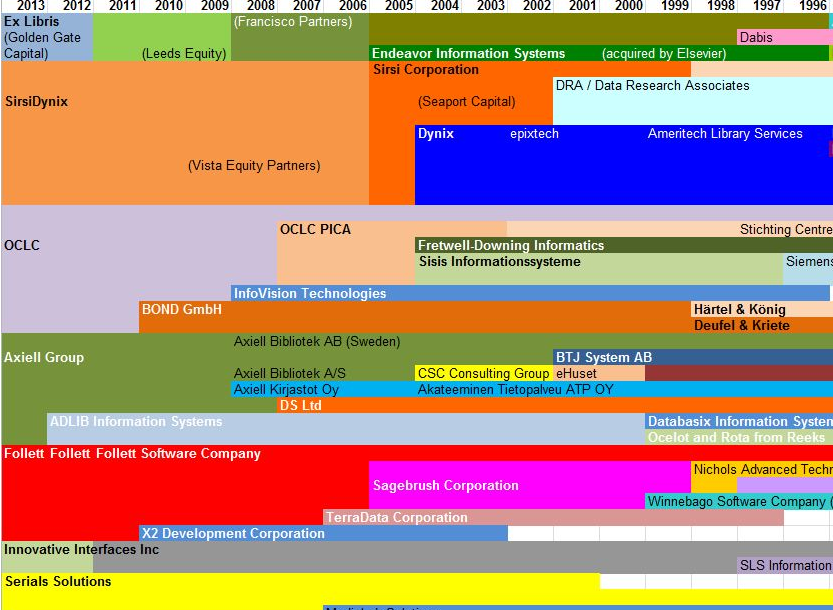 2013 2012 2011 2010 2009 2008 2007 2006 2005 2004 2003 2002 2001 2000 1999 1998 1997 1996
Ex Libris (Francisco Partners)
(Golden Gate Dabis
Capital) (Leeds Equity) Endeavor Information Systems (acquired by Elsevier)
Sirsi Corporation
DRA / Data Research Associates
SirsiDynix (Seaport Capital)
Dynix epixtech Ameritech Library Services
(Vista Equity Partners)
OCLC PICA Stichting Centre
OCLC Fretwell-Downing Informatics
Sisis Informationssysteme Siemens
InfoVision Technologies
BOND GmbH Härtel & König
Deufel & Kriete
Axiell Bibliotek AB (Sweden)
Axiell Group BTJ System AB
Axiell Bibliotek A/S CSC Consulting Group eHuset
Axiell Kirjastot Oy Akateeminen Tietopalveu ATP OY
DS Ltd
ADLIB Information Systems Databasix Information System
Ocelot and Rota from Reeks
Follett Follett Follett Software Company
Nichols Advanced Techn
Sagebrush Corporation
Winnebago Software Company (
TerraData Corporation
X2 Development Corporation
Innovative Interfaces Inc
SLS Information
Serials Solutions